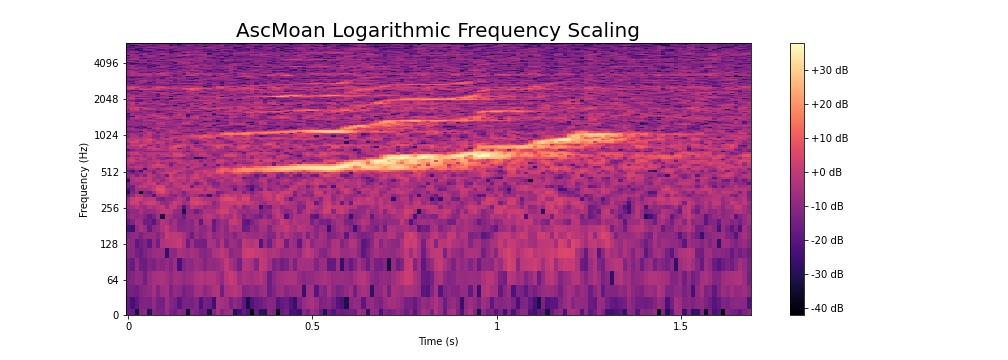 AscMoan Logarithmic Frequency Scaling
Frequency (Hz)
4096
2048
1024
512
256
128
64
0
0 0.5 1 1.5
Time (s)
+30 dB
+20 dB
+10 dB
+0 dB
-10 dB
-20 dB
-30 dB
-40 dB